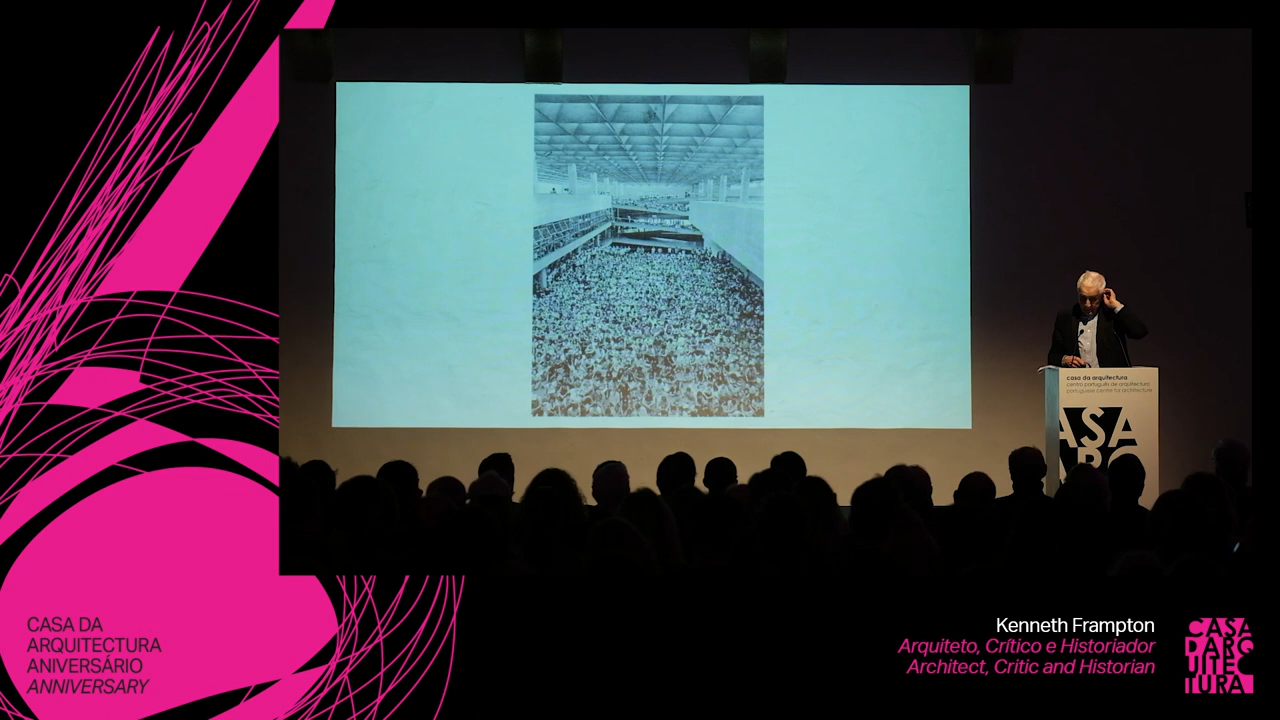 casa da arquitectura
centro português de arquitectura
portuguese centre for architecture
ASA
ARQ
CASA DA
ARQUITECTURA
ANIVERSÁRIO
ANNIVERSARY
Kenneth Frampton
Arquiteto, Crítico e Historiador
Architect, Critic and Historian
CASA
D'ARQ
UITEC
TURA